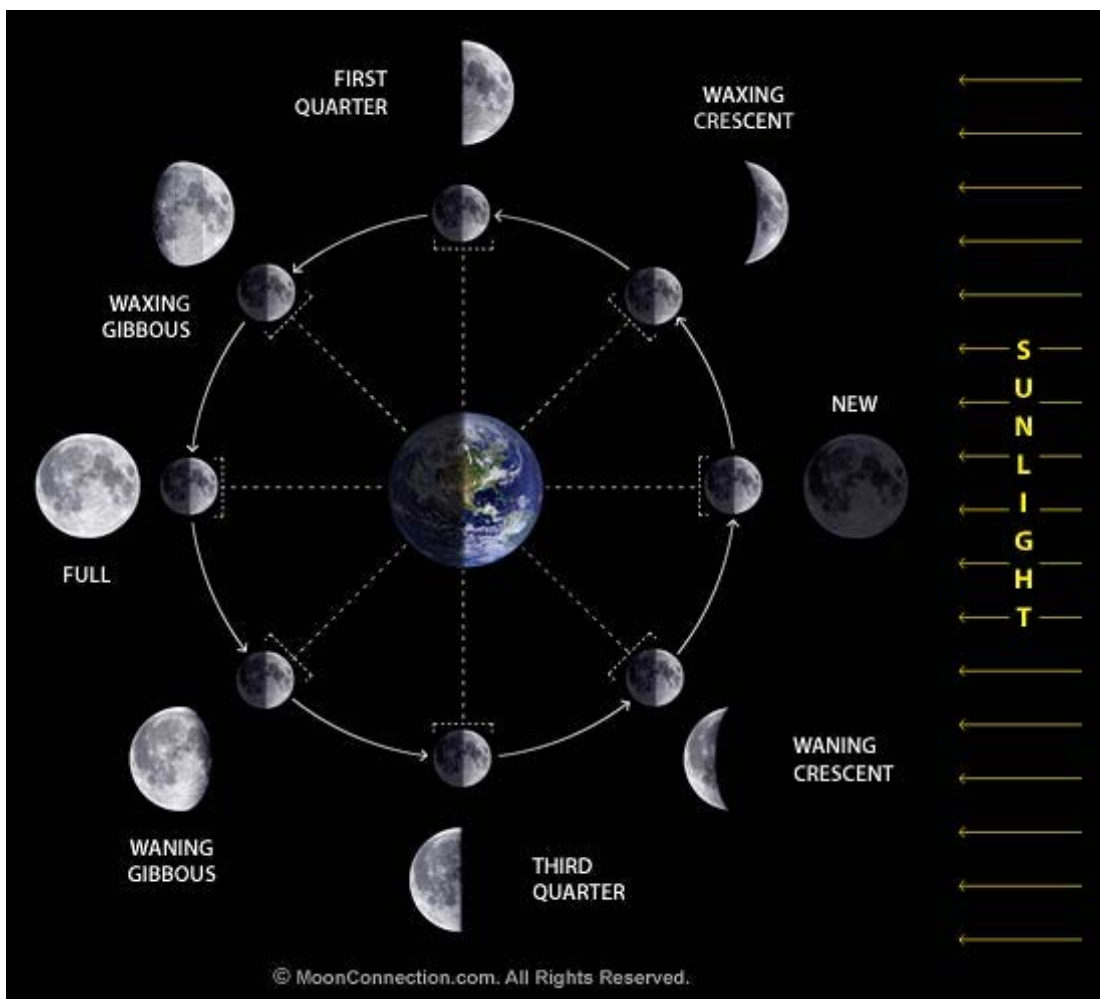 FIRST
QUARTER
WAXING
CRESCENT
WAXING
GIBBOUS
NEW
SUNLIGHT
FULL
WANING
GIBBOUS
THIRD
QUARTER
WANING
CRESCENT
© MoonConnection.com. All Rights Reserved.